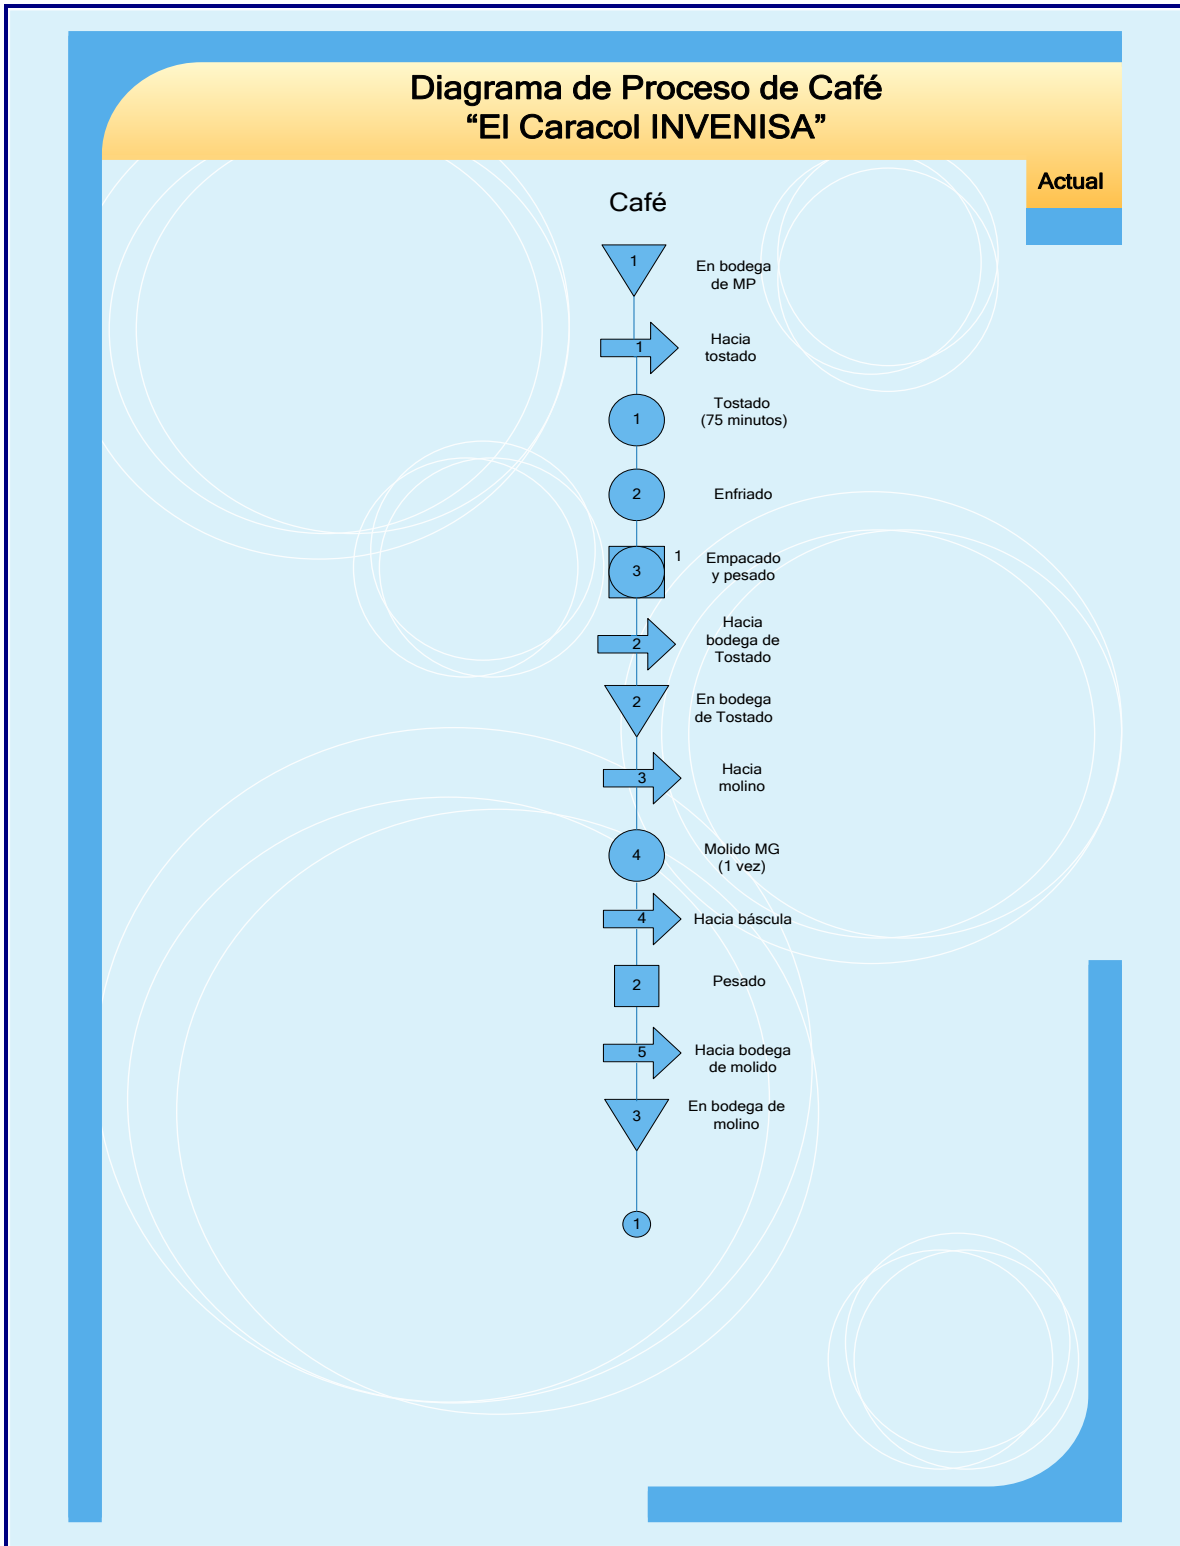 Diagrama de Proceso de Café
“El Caracol INVENISA”
Actual
Café
1
En bodega
de MP
1
Hacia
tostado
1
Tostado
(75 minutos)
2
Enfriado
3
1
Empacado
y pesado
2
Hacia
bodega de
Tostado
2
En bodega
de Tostado
3
Hacia
molino
4
Molido MG
(1 vez)
4
Hacia báscula
2
Pesado
5
Hacia bodega
de molido
3
En bodega de
molino
1